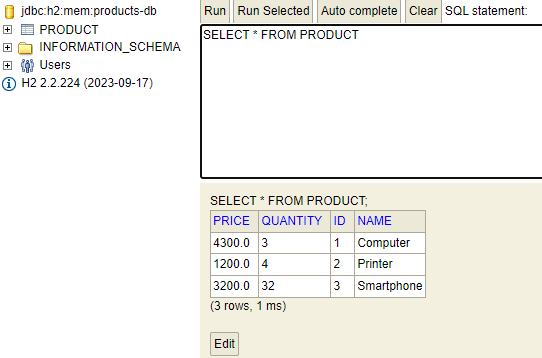 jdbc:h2:mem:products-db
PRODUCT
INFORMATION_SCHEMA
Users
H2 2.2.224 (2023-09-17)
Run Run Selected Auto complete Clear SQL statement:
SELECT * FROM PRODUCT
SELECT * FROM PRODUCT;
PRICE QUANTITY ID NAME
4300.0 3 1 Computer
1200.0 4 2 Printer
3200.0 32 3 Smartphone
(3 rows, 1 ms)
Edit